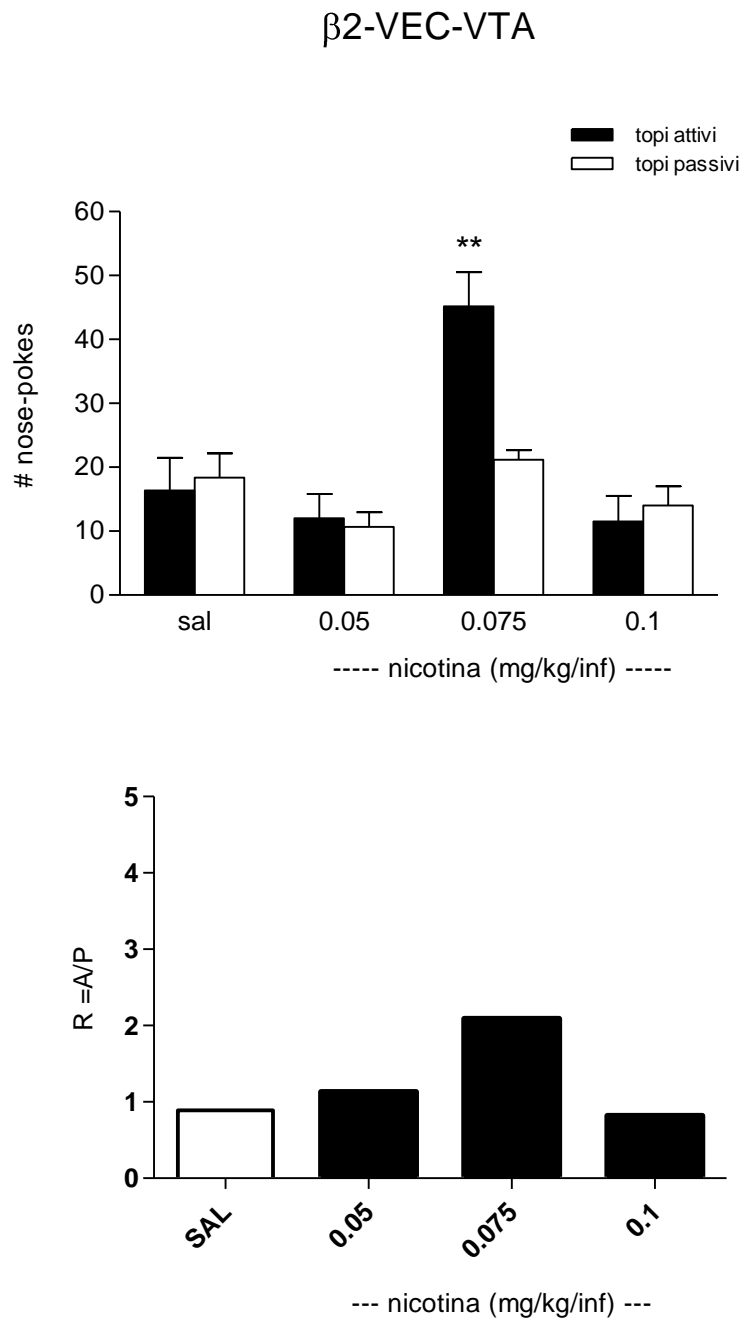 β2-VEC-VTA
topi attivi
topi passivi
# nose-pokes
60
50
40
30
20
10
0
**
sal 0.05 0.075 0.1
----- nicotina (mg/kg/inf) -----
R =A/P
5
4
3
2
1
0
SAL 0.05 0.075 0.1
--- nicotina (mg/kg/inf) ---